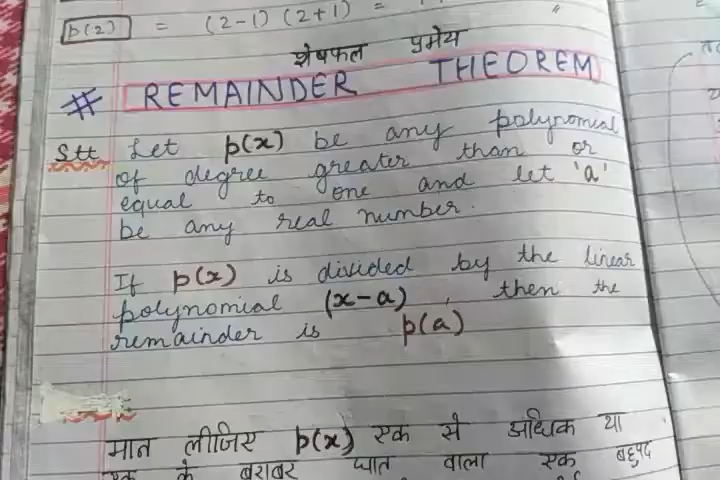 p(2) = (2-1) (2+1) =
शेषफल प्रमेय
# REMAINDER THEOREM
Stt Let p(x) be any polynomial
of degree greater than or
equal to one and let 'a'
be any real number.
If p(x) is divided by the linear
polynomial (x-a), then the
remainder is p(a)
मान लीजिए p(x) एक से अधिक या
एक के बराबर घात वाला एक बहुपद